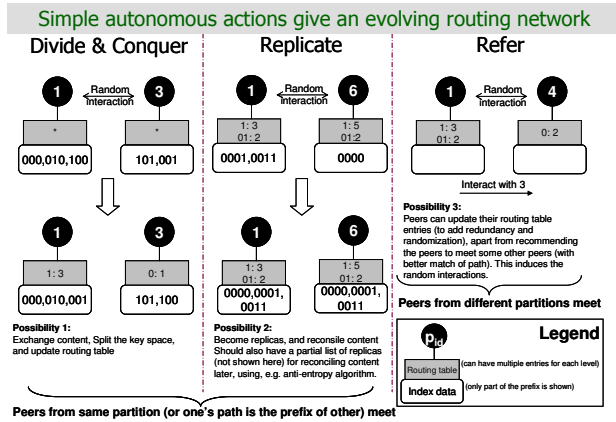 Simple autonomous actions give an evolving routing network
Divide & Conquer
1
Random
interaction
3
*
*
000,010,100
101,001
1
3
1: 3
0: 1
000,010,001
101,100
Possibility 1:
Exchange content, Split the key space,
and update routing table
Replicate
1
Random
Interaction
6
1: 3
01: 2
1: 5
01:2
0001,0011
0000
1
6
1: 3
01: 2
1: 5
01: 2
0000,0001,
0011
0000,0001,
0011
Possibility 2:
Become replicas, and reconsile content
Should also have a partial list of replicas
(not shown here) for reconciling content
later, using, e.g. anti-entropy algorithm.
Peers from same partition (or one's path is the prefix of other) meet
Refer
1
Random
Interaction
4
1: 3
01: 2
0: 2
Interact with 3
Possibility 3:
Peers can update their routing table
entries (to add redundancy and
randomization), apart from recommending
the peers to meet some other peers (with
better match of path). This induces the
random interactions.
Peers from different partitions meet
Legend
pid
Routing table
(can have multiple entries for each level)
Index data
(only part of the prefix is shown)